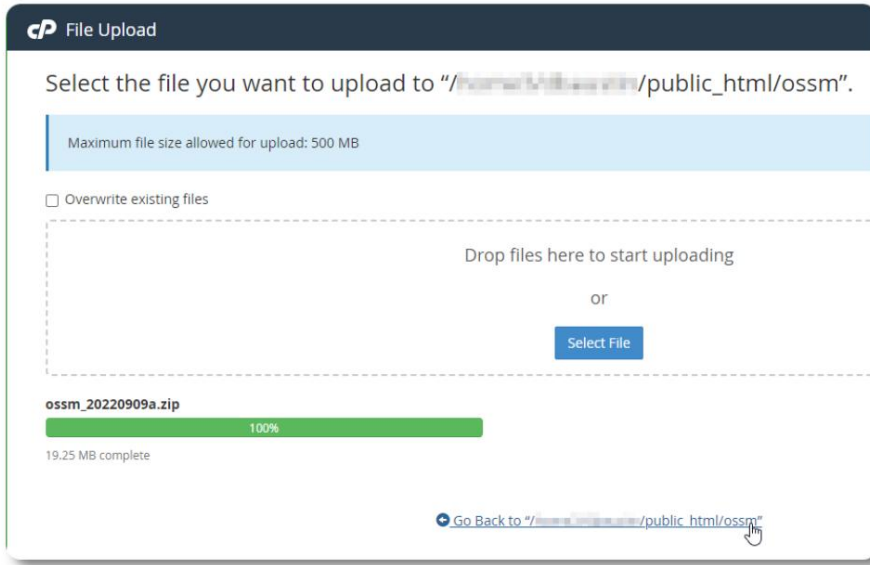 cP File Upload
Select the file you want to upload to “/ /public_html/ossm”.
Maximum file size allowed for upload: 500 MB
Overwrite existing files
Drop files here to start uploading
or
Select File
ossm_20220909a.zip
100%
19.25 MB complete
Go Back to “/ /public_html/ossm”